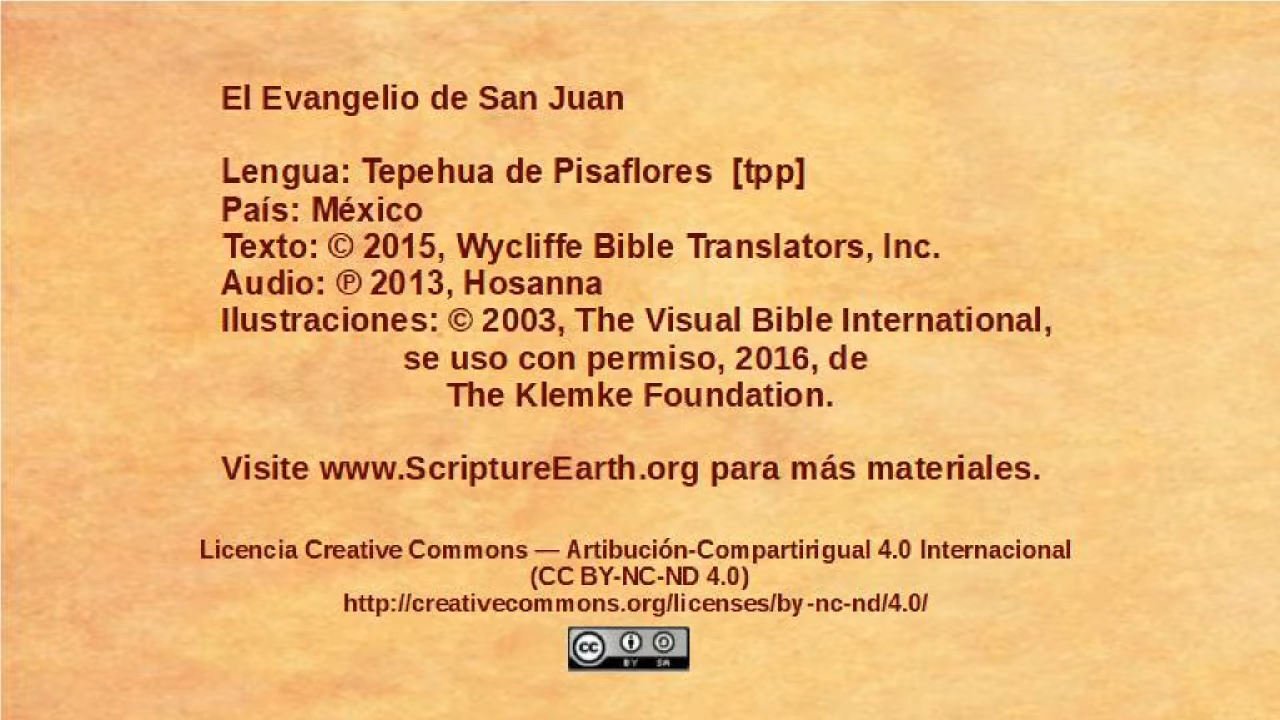 El Evangelio de San Juan
Lengua: Tepehua de Pisaflores [tpp]
País: México
Texto: © 2015, Wycliffe Bible Translators, Inc.
Audio: ℗ 2013, Hosanna
Ilustraciones: © 2003, The Visual Bible International,
se uso con permiso, 2016, de
The Klemke Foundation.
Visite www.ScriptureEarth.org para más materiales.
Licencia Creative Commons — Artibución-Compartirigual 4.0 Internacional
(CC BY-NC-ND 4.0)
http://creativecommons.org/licenses/by-nc-nd/4.0/
cc BY SA